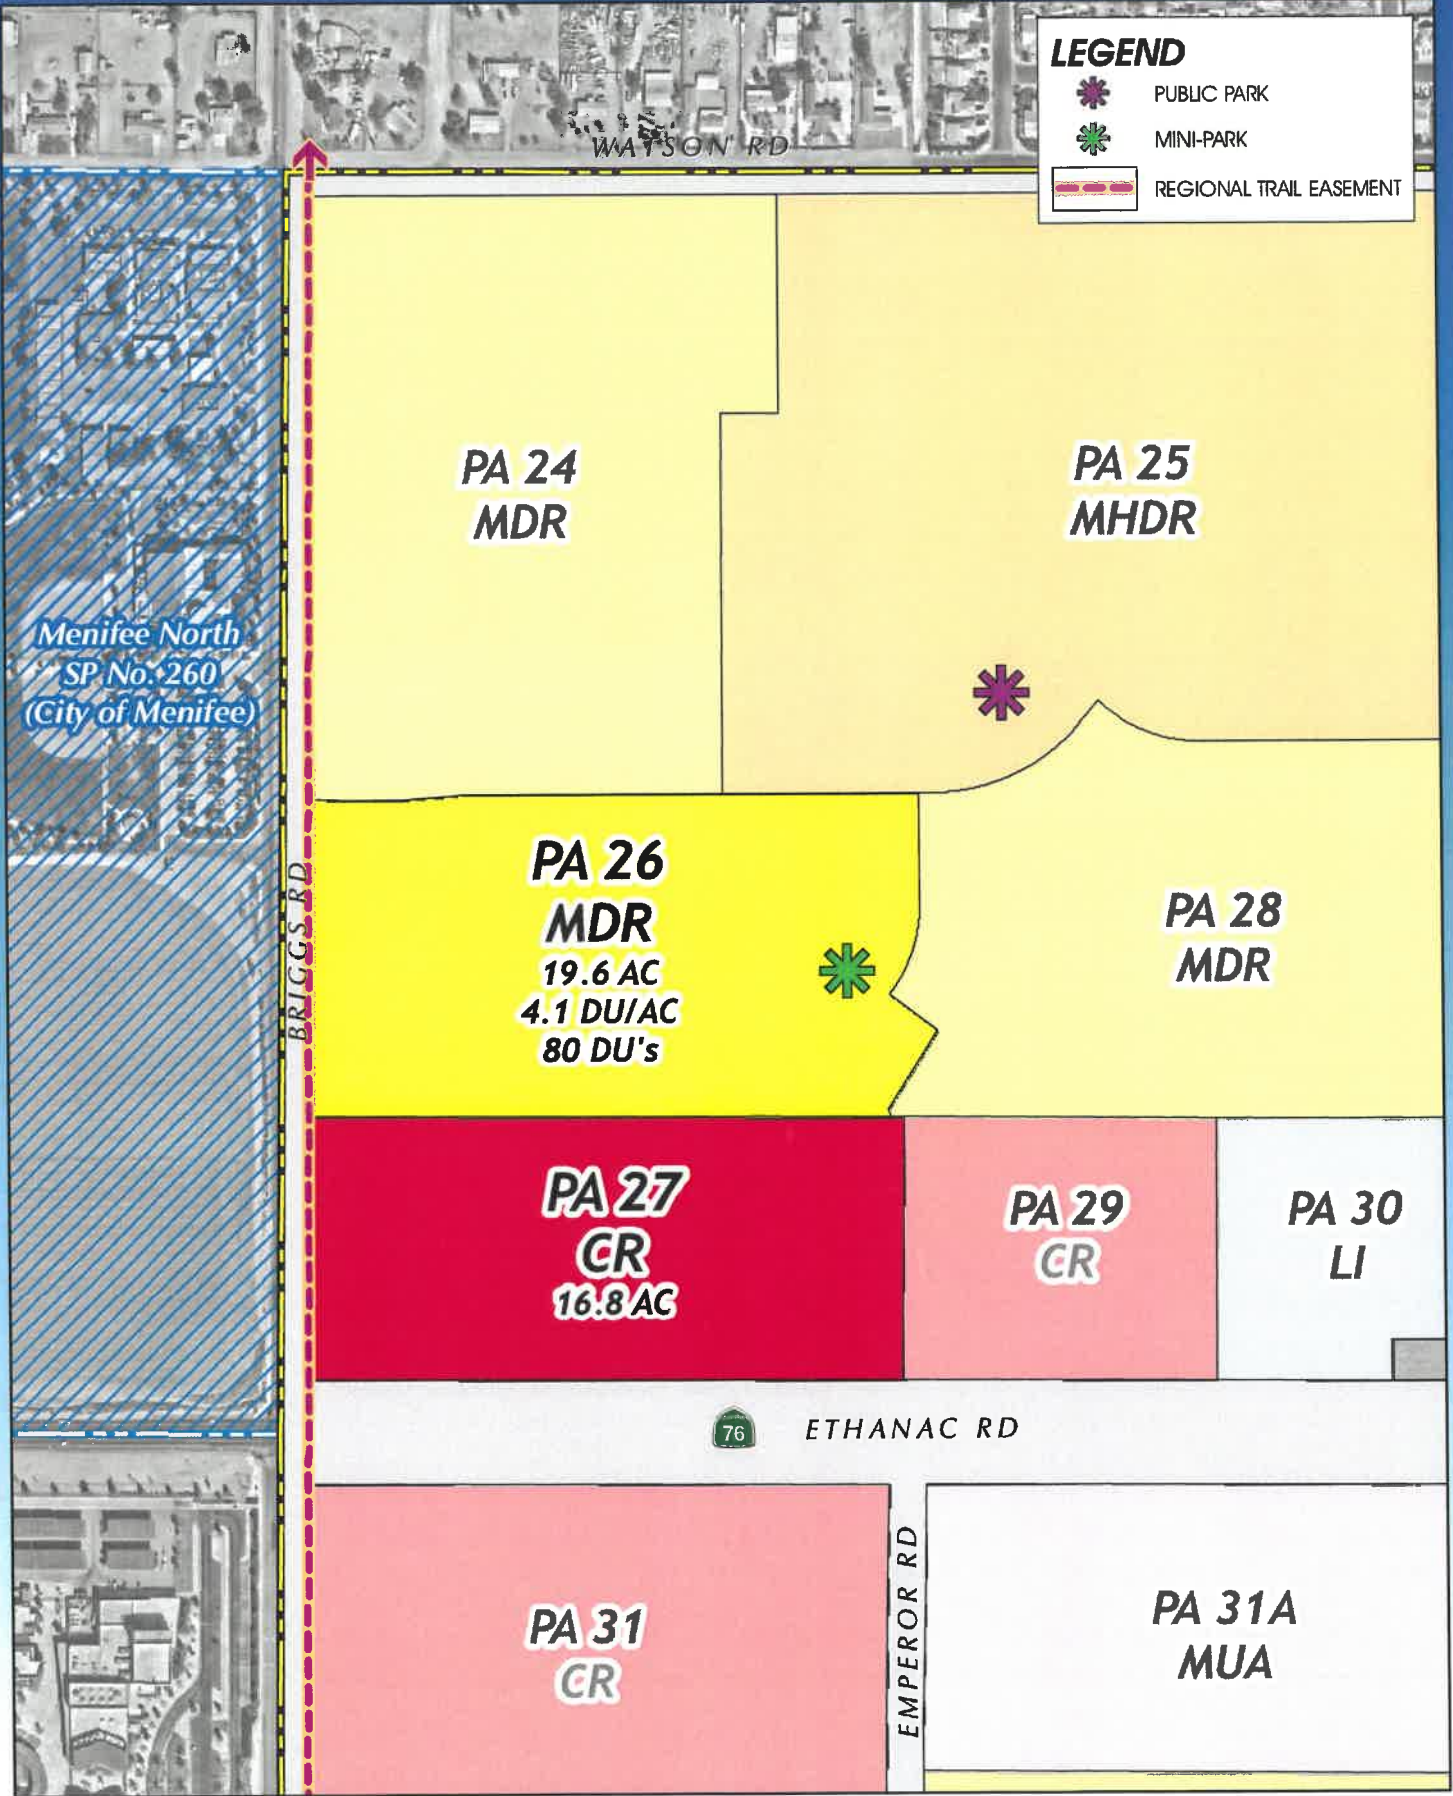 LEGEND
PUBLIC PARK
MINI-PARK
REGIONAL TRAIL EASEMENT
WATSON RD
PA 24
MDR
PA 25
MHDR
Menifee North
SP No. 260
(City of Menifee)
BRIGGS RD
PA 26
MDR
19.6 AC
4.1 DU/AC
80 DU's
PA 28
MDR
PA 27
CR
16.8 AC
PA 29
CR
PA 30
LI
76
ETHANAC RD
EMPEROR RD
PA 31
CR
PA 31A
MUA